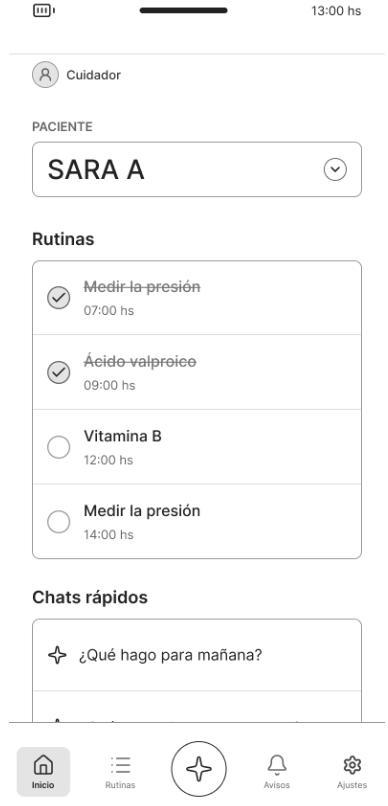 13:00 hs
Cuidador
PACIENTE
SARA A
Rutinas
Medir la presión
07:00 hs
Ácido valproico
09:00 hs
Vitamina B
12:00 hs
Medir la presión
14:00 hs
Chats rápidos
¿Qué hago para mañana?
Inicio
Rutinas
Avisos
Ajustes